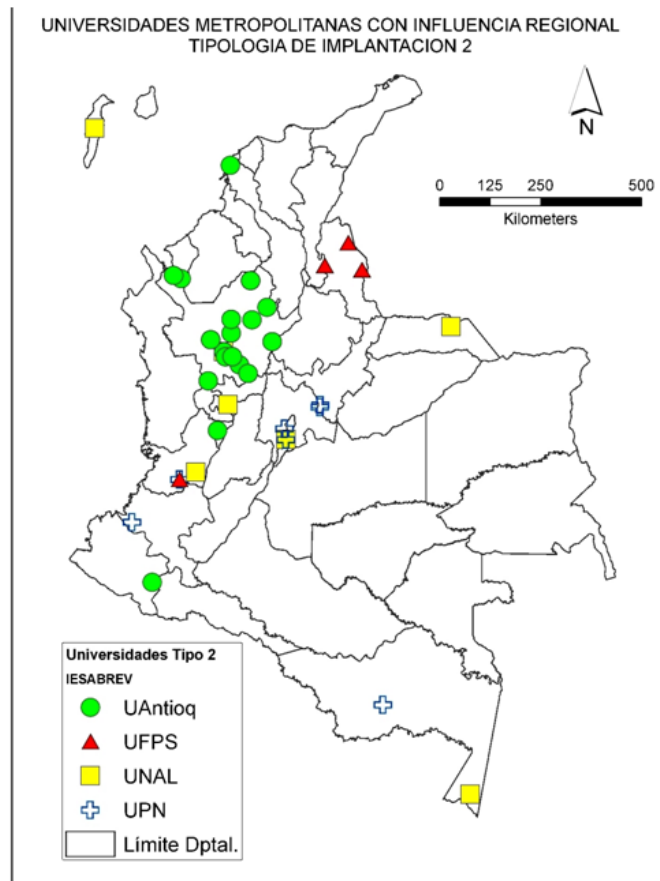 UNIVERSIDADES METROPOLITANAS CON INFLUENCIA REGIONAL
TIPOLOGIA DE IMPLANTACION 2
N
0 125 250 500
Kilometers
Universidades Tipo 2
IESABREV
UAntioq
UFPS
UNAL
UPN
Límite Dptal.